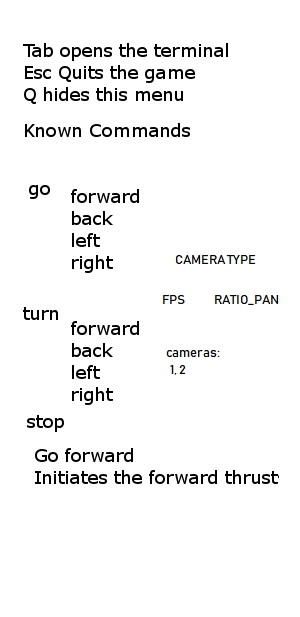 Tab opens the terminal
Esc Quits the game
Q hides this menu
Known Commands
go
forward
back
left
right
CAMERATYPE
FPS RATIO_PAN
turn
forward
back
left
right
cameras:
1, 2
stop
Go forward
Initiates the forward thrust